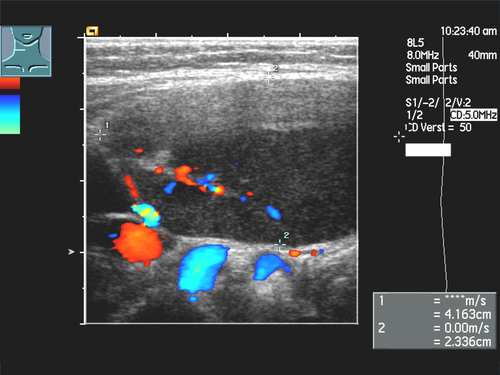 10:23:40 am
8L5
8.0MHz 40mm
Small Parts
Small Parts
S1/-2/ 2/V:2
1/2 CD:5.0MHz
CD Verst = 50
1
2
2
1 = ****m/s
= 4.163cm
2 = 0.00m/s
= 2.336cm